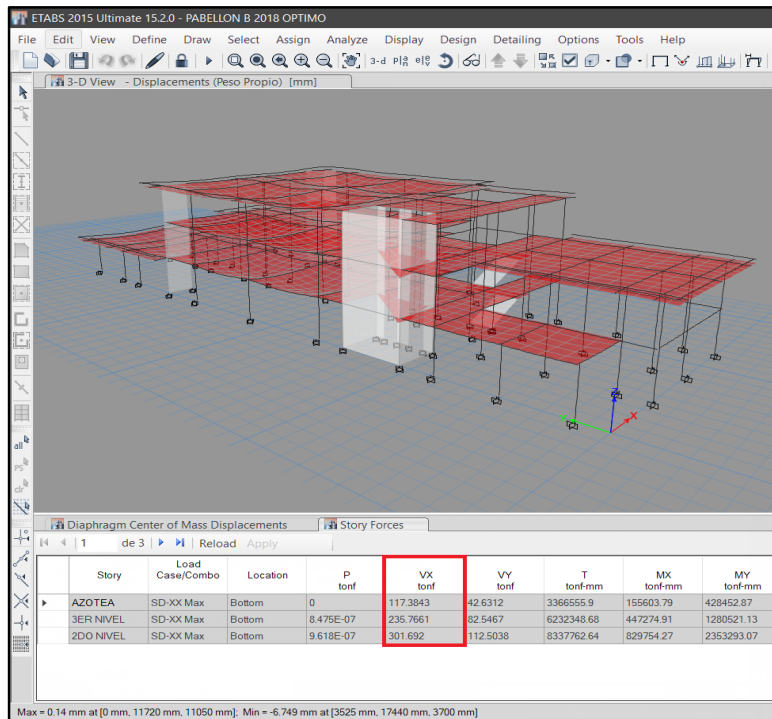 ETABS 2015 Ultimate 15.2.0 - PABELLON B 2018 OPTIMO
File Edit View Define Draw Select Assign Analyze Display Design Detailing Options Tools Help
3-d
3-D View - Displacements (Peso Propio) [mm]
all
ps
clr
Z
X
Diaphragm Center of Mass Displacements Story Forces
1 de 3 Reload Apply
Story Load Case/Combo Location P tonf VX tonf VY tonf T tonf-mm MX tonf-mm MY tonf-mm
AZOTEA SD-XX Max Bottom 0 117.3843 42.6312 3366555.9 155603.79 428452.87
3ER NIVEL SD-XX Max Bottom 8.475E-07 235.7661 82.5467 6232348.68 447274.91 1280521.13
2DO NIVEL SD-XX Max Bottom 9.618E-07 301.692 112.5038 8337762.64 829754.27 2353293.07
Max = 0.14 mm at [0 mm, 11720 mm, 11050 mm]; Min = -6.749 mm at [3525 mm, 17440 mm, 3700 mm]